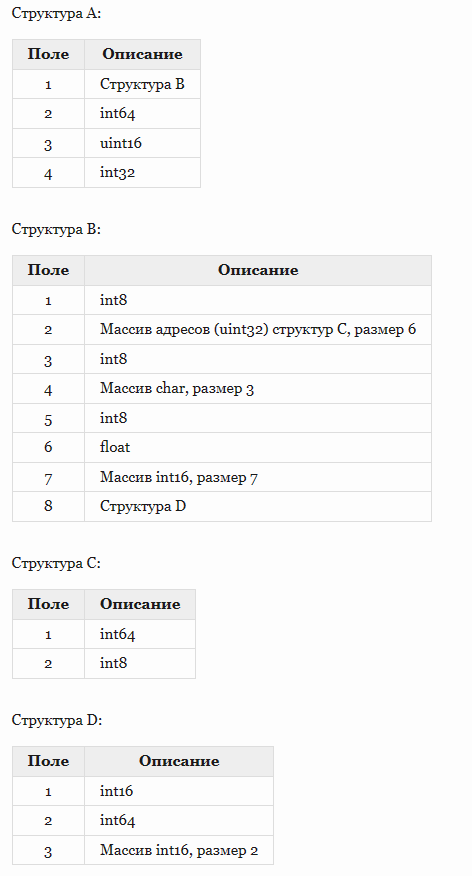 Структура A:
Поле Описание
1 Структура B
2 int64
3 uint16
4 int32
Структура B:
Поле Описание
1 int8
2 Массив адресов (uint32) структур C, размер 6
3 int8
4 Массив char, размер 3
5 int8
6 float
7 Массив int16, размер 7
8 Структура D
Структура C:
Поле Описание
1 int64
2 int8
Структура D:
Поле Описание
1 int16
2 int64
3 Массив int16, размер 2